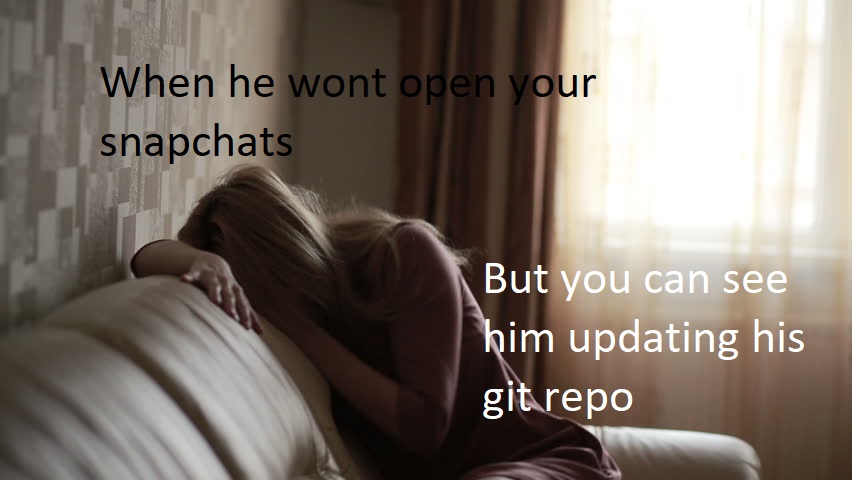 When he wont open your
snapchats
But you can see
him updating his
git repo